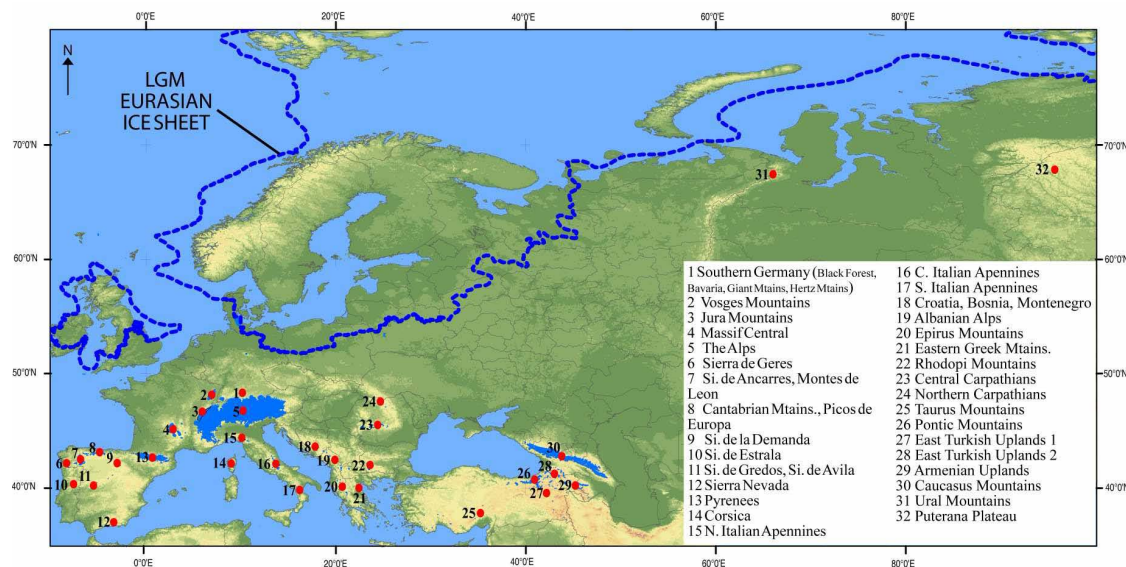 0°0'E
20°0'E
40°0'E
60°0'E
80°0'E
N
LGM
EURASIAN
ICE SHEET
70°0'N
70°0'N
60°0'N
60°0'N
50°0'N
50°0'N
40°0'N
40°0'N
31
32
1
2
3
5
4
24
23
15
18
19
22
8
7
6
9
13
14
16
10
11
17
20
21
12
30
28
26
29
27
25
1 Southern Germany (Black Forest,
Bavaria, Giant Mtains, Hertz Mtains)
2 Vosges Mountains
3 Jura Mountains
4 Massif Central
5 The Alps
6 Sierra de Geres
7 Si. de Ancarres, Montes de
Leon
8 Cantabrian Mtains., Picos de
Europa
9 Si. de la Demanda
10 Si. de Estrala
11 Si. de Gredos, Si. de Avila
12 Sierra Nevada
13 Pyrenees
14 Corsica
15 N. Italian Apennines
16 C. Italian Apennines
17 S. Italian Apennines
18 Croatia, Bosnia, Montenegro
19 Albanian Alps
20 Epirus Mountains
21 Eastern Greek Mtains.
22 Rhodopi Mountains
23 Central Carpathians
24 Northern Carpathians
25 Taurus Mountains
26 Pontic Mountains
27 East Turkish Uplands 1
28 East Turkish Uplands 2
29 Armenian Uplands
30 Caucasus Mountains
31 Ural Mountains
32 Puterana Plateau
0°0'E
20°0'E
40°0'E
60°0'E
80°0'E